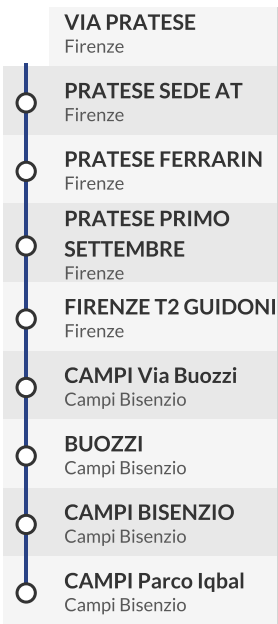 VIA PRATESE
Firenze
PRATESE SEDE AT
Firenze
PRATESE FERRARIN
Firenze
PRATESE PRIMO
SETTEMBRE
Firenze
FIRENZE T2 GUIDONI
Firenze
CAMPI Via Buozzi
Campi Bisenzio
BUOZZI
Campi Bisenzio
CAMPI BISENZIO
Campi Bisenzio
CAMPI Parco Iqbal
Campi Bisenzio